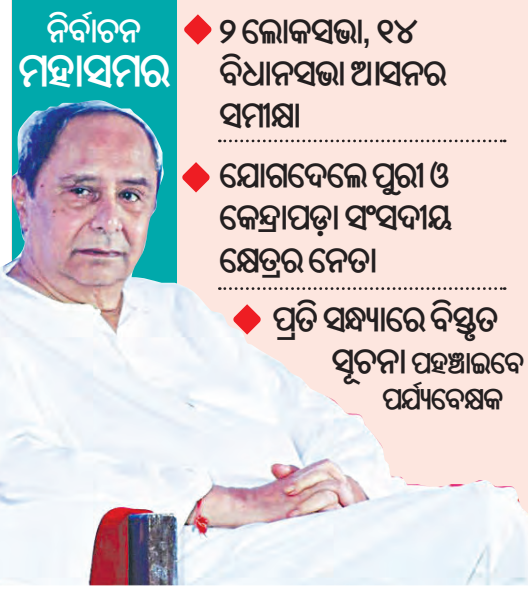 ନିର୍ବାଚନ
ମହାସମର
୨ ଲୋକସଭା, ୧୪
ବିଧାନସଭା ଆସନର
ସମୀକ୍ଷା
ଯୋଗଦେଲେ ପୁରୀ ଓ
କେନ୍ଦ୍ରାପଡ଼ା ସଂସଦୀୟ
କ୍ଷେତ୍ରର ନେତା
ପ୍ରତି ସନ୍ଧ୍ୟାରେ ବିସ୍ତୃତ
ସୂଚନା ପହଞ୍ଚାଇବେ
ପର୍ଯ୍ୟବେକ୍ଷକ